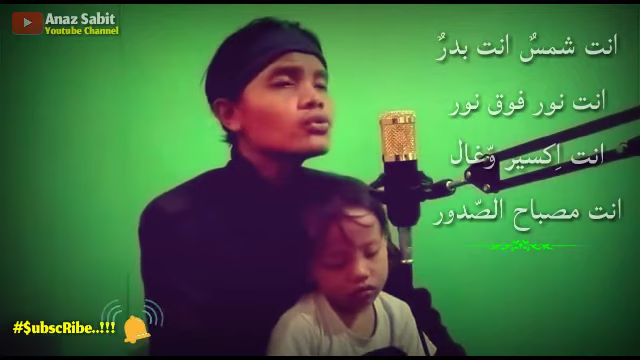 Anaz Sabit
Youtube Channel
انت شمسٌ انت بدرٌ
انت نور فوق نور
انت اِكسير وّغال
انت مصباح الصّدور
#$ubscRibe..!!!